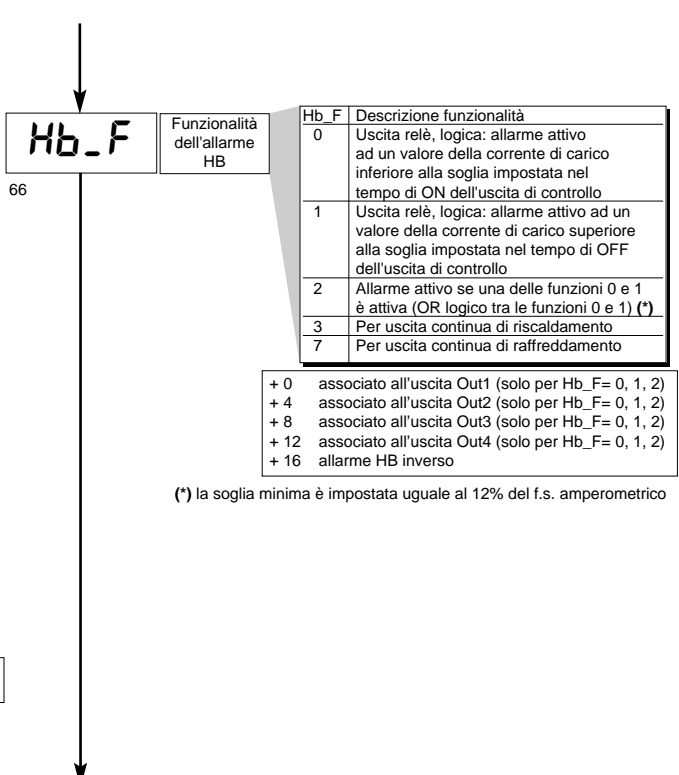 Hb_F
66
Funzionalità
dell'allarme
HB
Hb_F Descrizione funzionalità
0 Uscita relè, logica: allarme attivo
ad un valore della corrente di carico
inferiore alla soglia impostata nel
tempo di ON dell'uscita di controllo
1 Uscita relè, logica: allarme attivo ad un
valore della corrente di carico superiore
alla soglia impostata nel tempo di OFF
dell'uscita di controllo
2 Allarme attivo se una delle funzioni 0 e 1
è attiva (OR logico tra le funzioni 0 e 1) (*)
3 Per uscita continua di riscaldamento
7 Per uscita continua di raffreddamento
+ 0 associato all'uscita Out1 (solo per Hb_F= 0, 1, 2)
+ 4 associato all'uscita Out2 (solo per Hb_F= 0, 1, 2)
+ 8 associato all'uscita Out3 (solo per Hb_F= 0, 1, 2)
+ 12 associato all'uscita Out4 (solo per Hb_F= 0, 1, 2)
+ 16 allarme HB inverso
(*) la soglia minima è impostata uguale al 12% del f.s. amperometrico